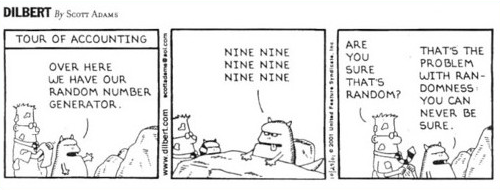 DILBERT By SCOTT ADAMS
TOUR OF ACCOUNTING
OVER HERE
WE HAVE OUR
RANDOM NUMBER
GENERATOR.
www.dilbert.com scottadams@aol.com
NINE NINE
NINE NINE
NINE NINE
© 2001 United Feature Syndicate, Inc.
ARE
YOU
SURE
THAT'S
RANDOM?
THAT'S THE
PROBLEM
WITH RAN-
DOMNESS:
YOU CAN
NEVER BE
SURE.